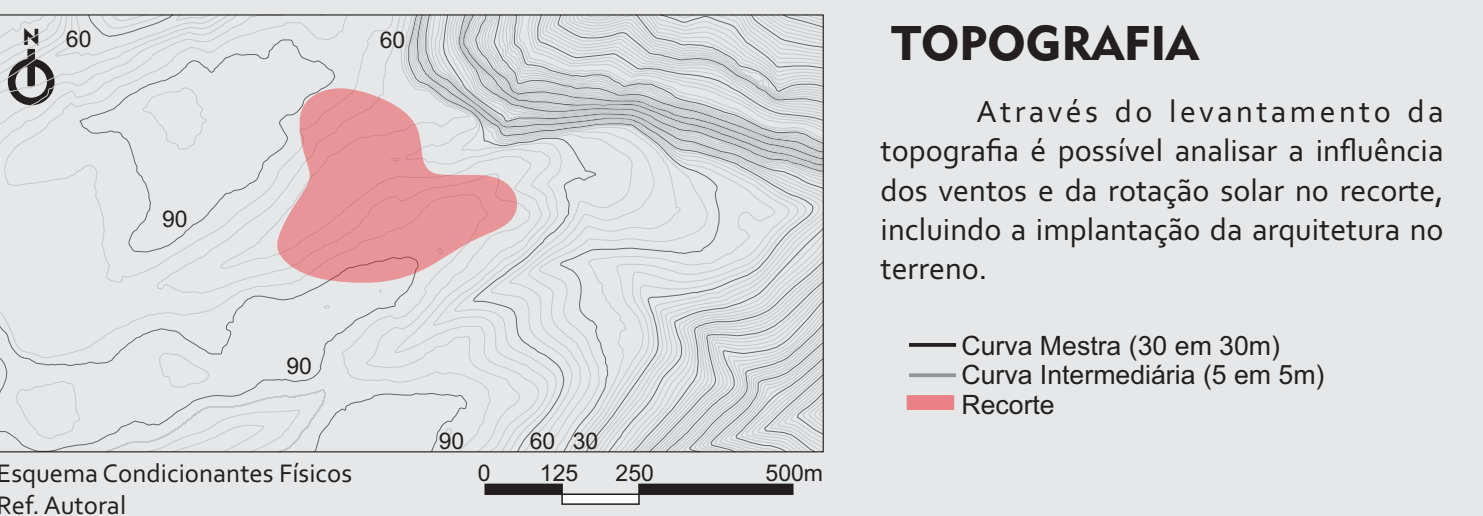 N
60
60
90
90
90
60
30
Esquema Condicionantes Físicos
Ref. Autoral
0 125 250 500m
TOPOGRAFIA
Através do levantamento da
topografia é possível analisar a influência
dos ventos e da rotação solar no recorte,
incluindo a implantação da arquitetura no
terreno.
Curva Mestra (30 em 30m)
Curva Intermediária (5 em 5m)
Recorte